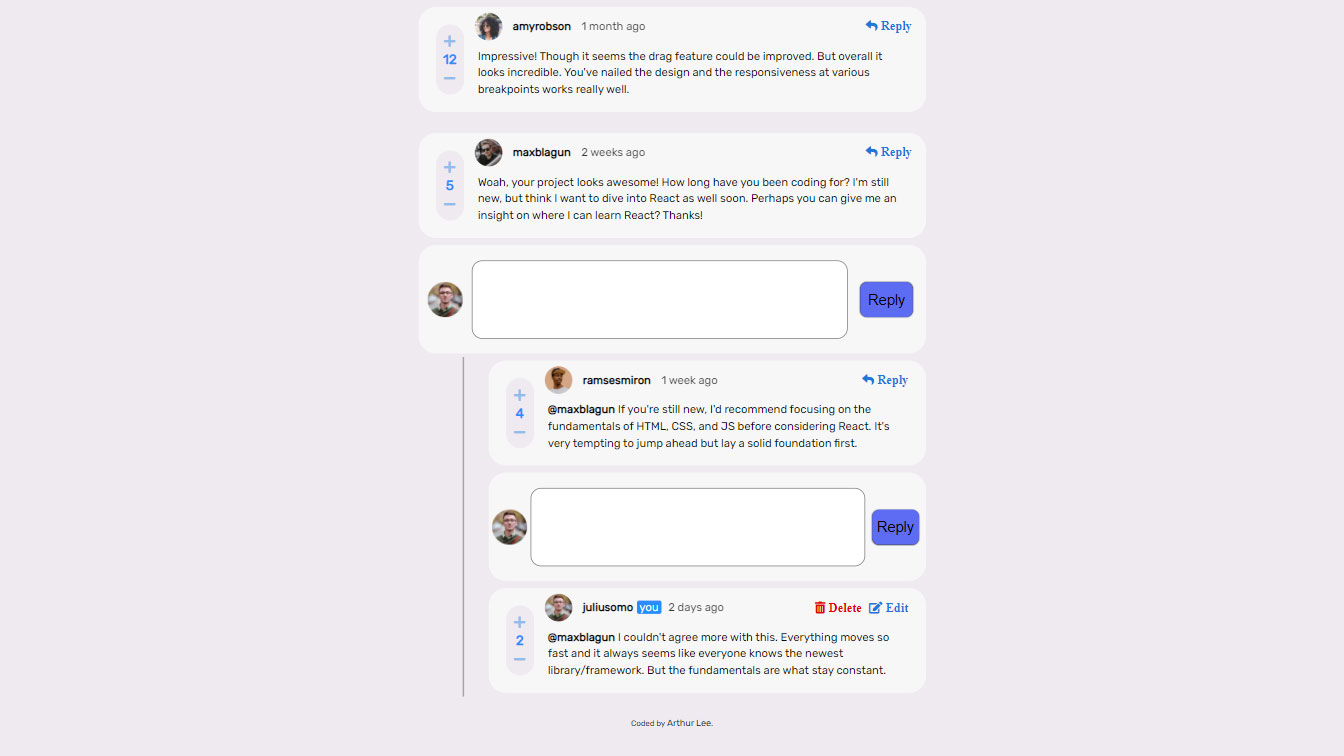 amyrobson 1 month ago Reply
+
12
−
Impressive! Though it seems the drag feature could be improved. But overall it
looks incredible. You've nailed the design and the responsiveness at various
breakpoints works really well.
maxblagun 2 weeks ago Reply
+
5
−
Woah, your project looks awesome! How long have you been coding for? I'm still
new, but think I want to dive into React as well soon. Perhaps you can give me an
insight on where I can learn React? Thanks!
Reply
ramsesmiron 1 week ago Reply
+
4
−
@maxblagun If you're still new, I'd recommend focusing on the
fundamentals of HTML, CSS, and JS before considering React. It's
very tempting to jump ahead but lay a solid foundation first.
Reply
juliusomo you 2 days ago Delete Edit
+
2
−
@maxblagun I couldn't agree more with this. Everything moves so
fast and it always seems like everyone knows the newest
library/framework. But the fundamentals are what stay constant.
Coded by Arthur Lee.